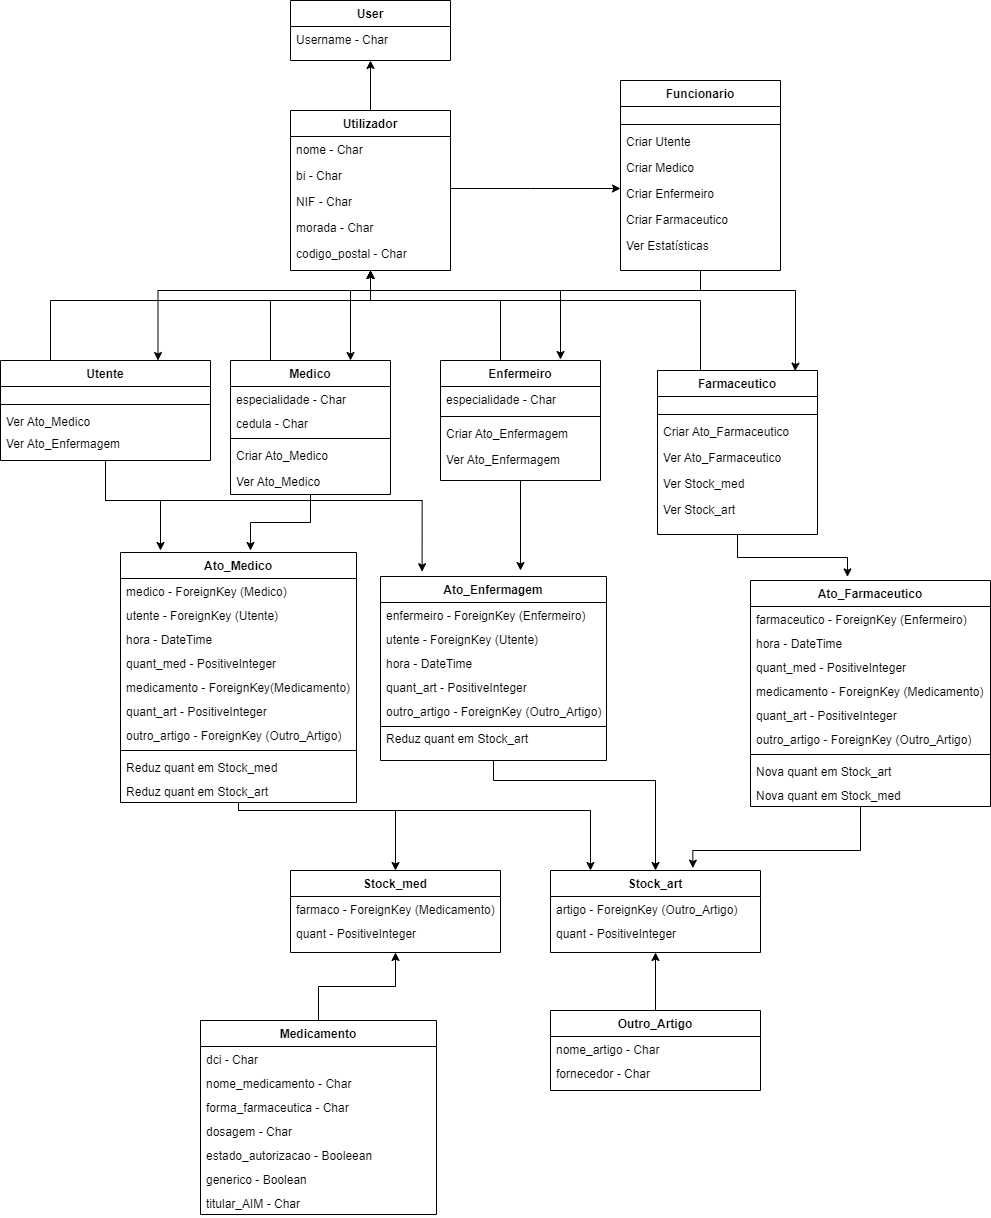 User
Username - Char
Utilizador
nome - Char
bi - Char
NIF - Char
morada - Char
codigo_postal - Char
Funcionario
Criar Utente
Criar Medico
Criar Enfermeiro
Criar Farmaceutico
Ver Estatísticas
Utente
Ver Ato_Medico
Ver Ato_Enfermagem
Medico
especialidade - Char
cedula - Char
Criar Ato_Medico
Ver Ato_Medico
Enfermeiro
especialidade - Char
Criar Ato_Enfermagem
Ver Ato_Enfermagem
Farmaceutico
Criar Ato_Farmaceutico
Ver Ato_Farmaceutico
Ver Stock_med
Ver Stock_art
Ato_Medico
medico - ForeignKey (Medico)
utente - ForeignKey (Utente)
hora - DateTime
quant_med - PositiveInteger
medicamento - ForeignKey(Medicamento)
quant_art - PositiveInteger
outro_artigo - ForeignKey (Outro_Artigo)
Reduz quant em Stock_med
Reduz quant em Stock_art
Ato_Enfermagem
enfermeiro - ForeignKey (Enfermeiro)
utente - ForeignKey (Utente)
hora - DateTime
quant_art - PositiveInteger
outro_artigo - ForeignKey (Outro_Artigo)
Reduz quant em Stock_art
Ato_Farmaceutico
farmaceutico - ForeignKey (Enfermeiro)
hora - DateTime
quant_med - PositiveInteger
medicamento - ForeignKey (Medicamento)
quant_art - PositiveInteger
outro_artigo - ForeignKey (Outro_Artigo)
Nova quant em Stock_art
Nova quant em Stock_med
Stock_med
farmaco - ForeignKey (Medicamento)
quant - PositiveInteger
Stock_art
artigo - ForeignKey (Outro_Artigo)
quant - PositiveInteger
Medicamento
dci - Char
nome_medicamento - Char
forma_farmaceutica - Char
dosagem - Char
estado_autorizacao - Booleean
generico - Boolean
titular_AIM - Char
Outro_Artigo
nome_artigo - Char
fornecedor - Char